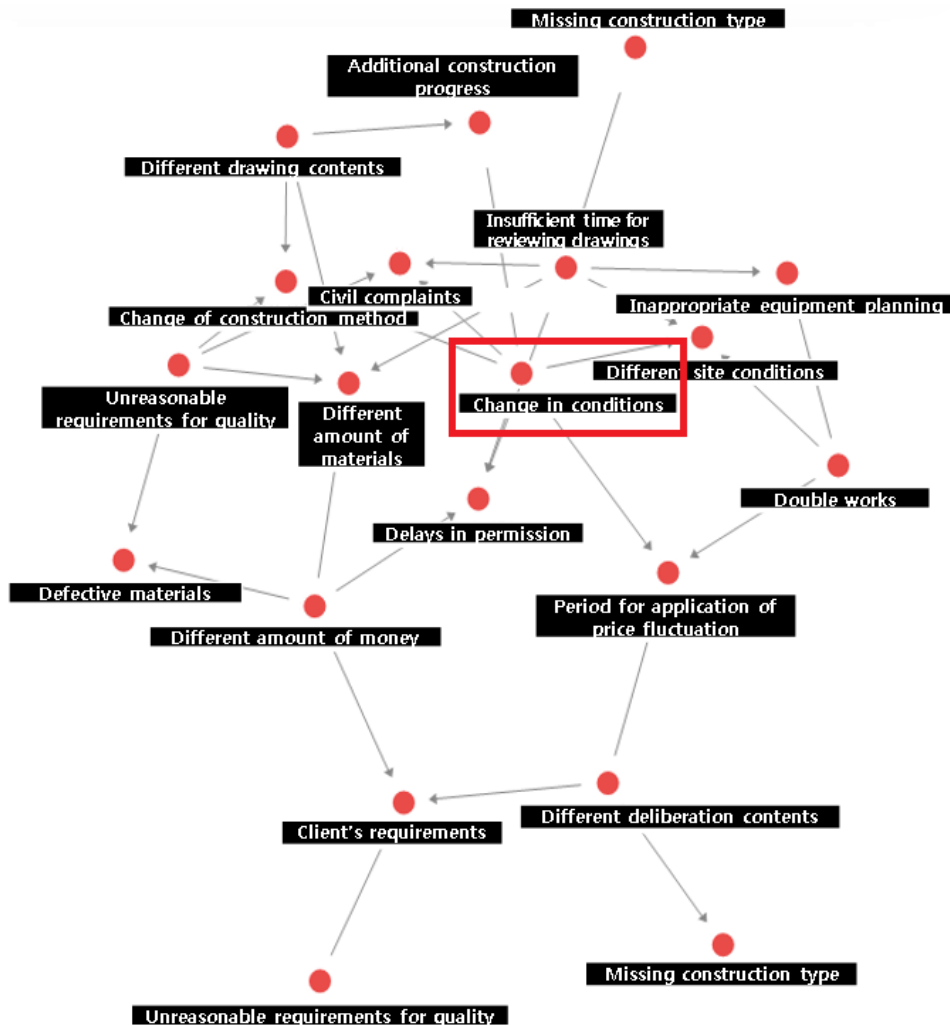 Missing construction type
Additional construction
progress
Different drawing contents
Insufficient time for
reviewing drawings
Civil complaints
Inappropriate equipment planning
Change of construction method
Different site conditions
Unreasonable
requirements for quality
Different
amount of
materials
Change in conditions
Double works
Delays in permission
Defective materials
Period for application of
price fluctuation
Different amount of money
Different deliberation contents
Client's requirements
Missing construction type
Unreasonable requirements for quality